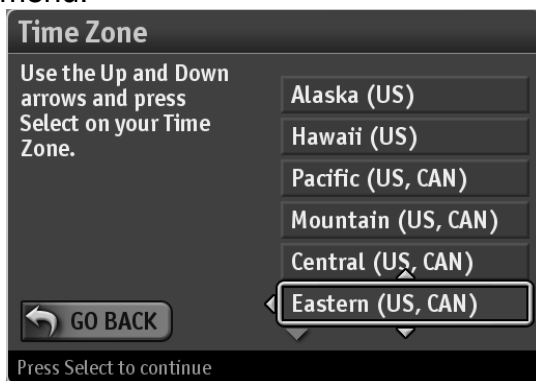 menu.
Time Zone
Use the Up and Down
arrows and press
Select on your Time
Zone.
Alaska (US)
Hawaii (US)
Pacific (US, CAN)
Mountain (US, CAN)
Central (US, CAN)
Eastern (US, CAN)
GO BACK
Press Select to continue